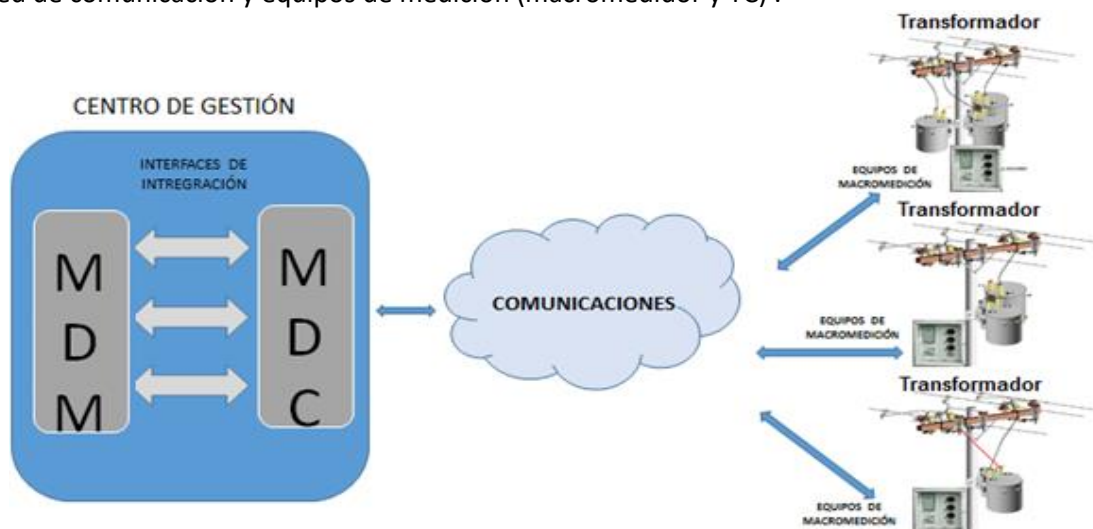 Transformador
CENTRO DE GESTIÓN
INTERFACES DE
INTREGRACIÓN
M
D
M
M
D
C
COMUNICACIONES
EQUIPOS DE
MACROMEDICIÓN
Transformador
EQUIPOS DE
MACROMEDICIÓN
Transformador
EQUIPOS DE
MACROMEDICIÓN